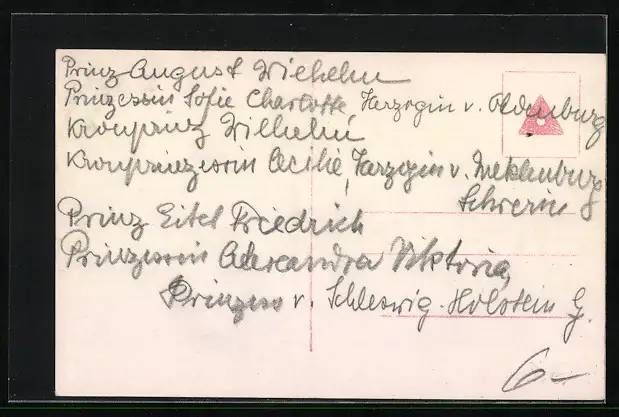 Prinz August Wilhelm
Prinzessin Sofie Charlotte, Herzogin v. Oldenburg
Kronprinz Wilhelm
Kronprinzessin Cecilie, Herzogin v. Meklenburg
Schwerin
Prinz Eitel Friedrich
Prinzessin Alexandra Viktoria,
Prinzess v. Schleswig-Holstein G.
6-